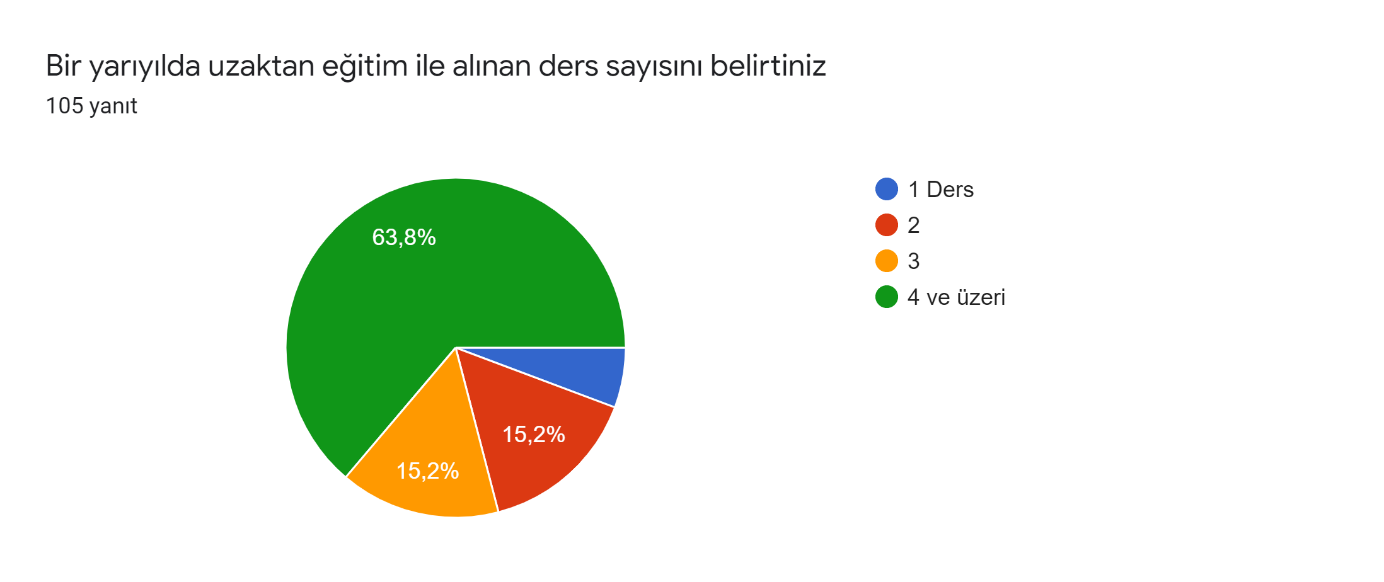 Bir yarıyılda uzaktan eğitim ile alınan ders sayısını belirtiniz
105 yanıt
63,8%
15,2%
15,2%
1 Ders
2
3
4 ve üzeri